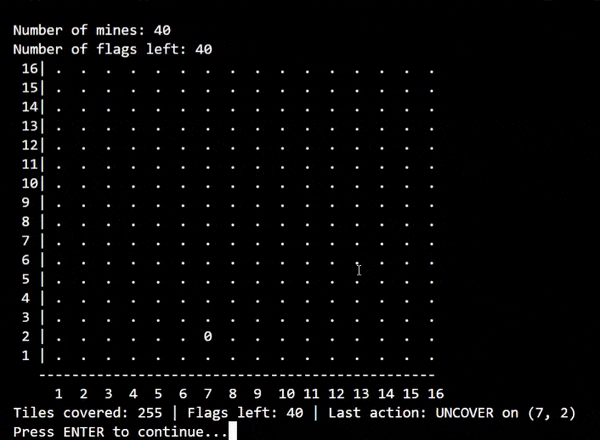 Number of mines: 40
Number of flags left: 40
16| . . . . . . . . . . . . . . . .
15| . . . . . . . . . . . . . . . .
14| . . . . . . . . . . . . . . . .
13| . . . . . . . . . . . . . . . .
12| . . . . . . . . . . . . . . . .
11| . . . . . . . . . . . . . . . .
10| . . . . . . . . . . . . . . . .
9 | . . . . . . . . . . . . . . . .
8 | . . . . . . . . . . . . . . . .
7 | . . . . . . . . . . . . . . . .
6 | . . . . . . . . . . . . . . . .
5 | . . . . . . . . . . . . . . . .
4 | . . . . . . . . . . . . . . . .
3 | . . . . . . . . . . . . . . . .
2 | . . . . . . 0 . . . . . . . . .
1 | . . . . . . . . . . . . . . . .
------------------------------------------------
1 2 3 4 5 6 7 8 9 10 11 12 13 14 15 16
Tiles covered: 255 | Flags left: 40 | Last action: UNCOVER on (7, 2)
Press ENTER to continue...